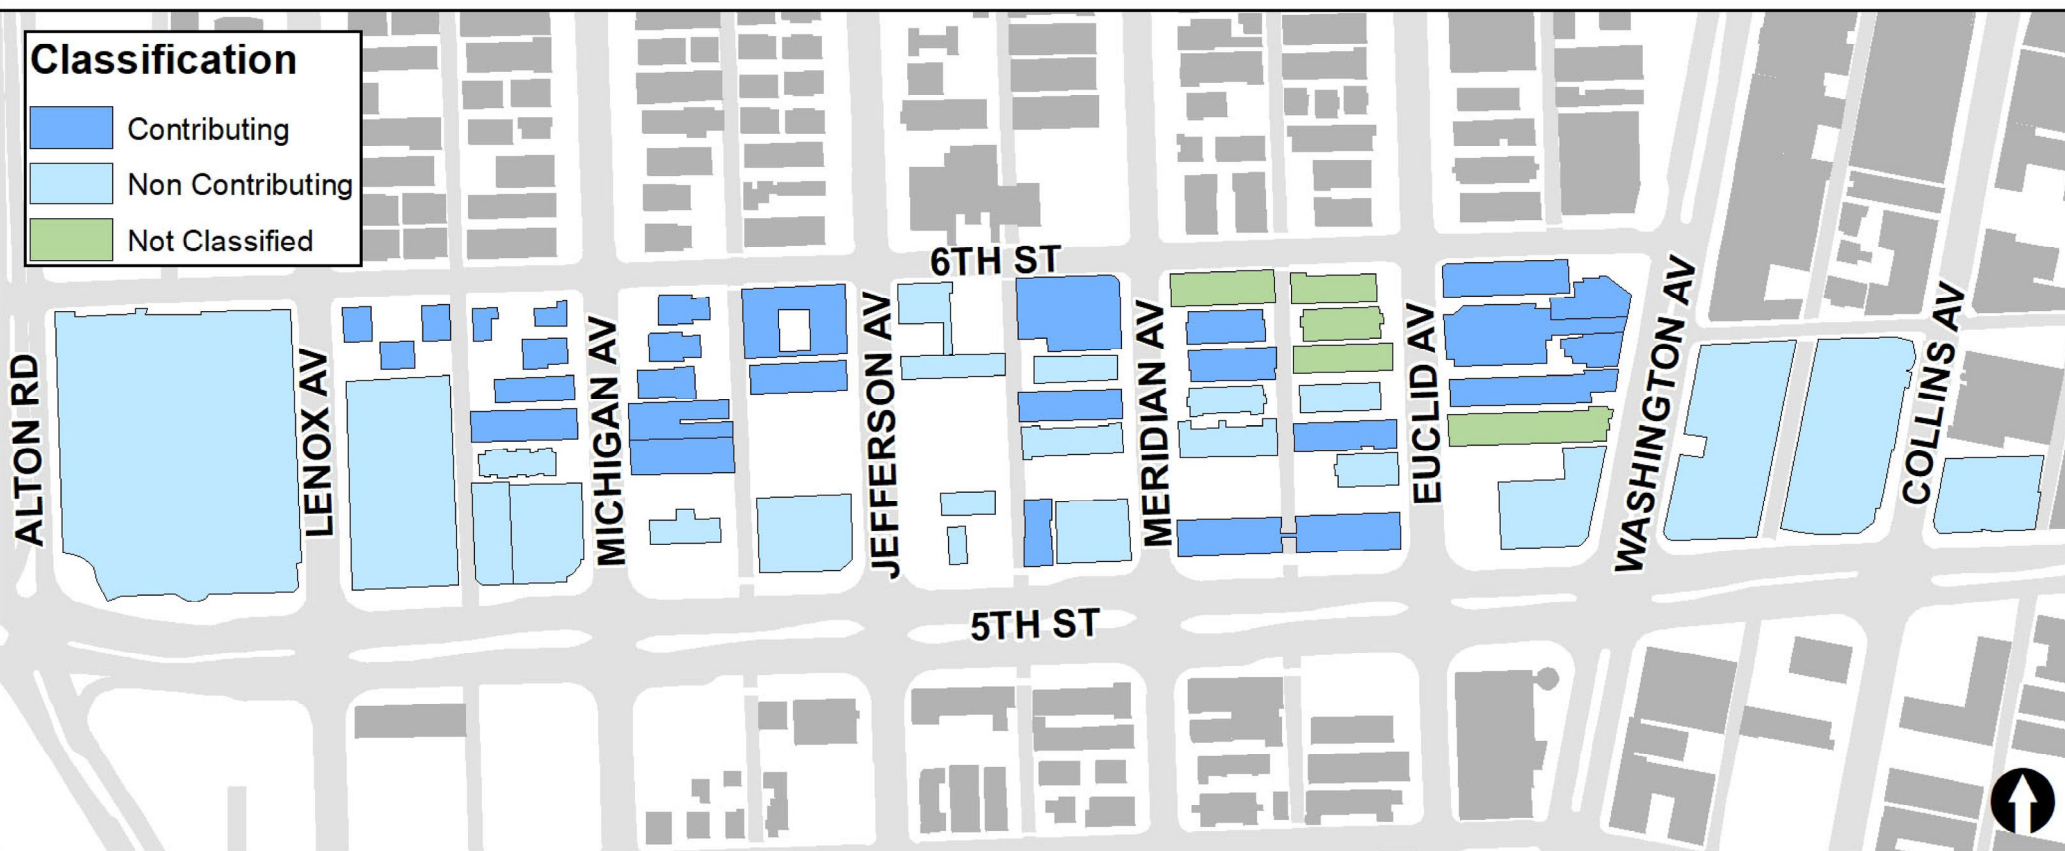 Classification
Contributing
Non Contributing
Not Classified
6TH ST
ALTON RD
LENOX AV
MICHIGAN AV
JEFFERSON AV
MERIDIAN AV
EUCLID AV
WASHINGTON AV
COLLINS AV
5TH ST